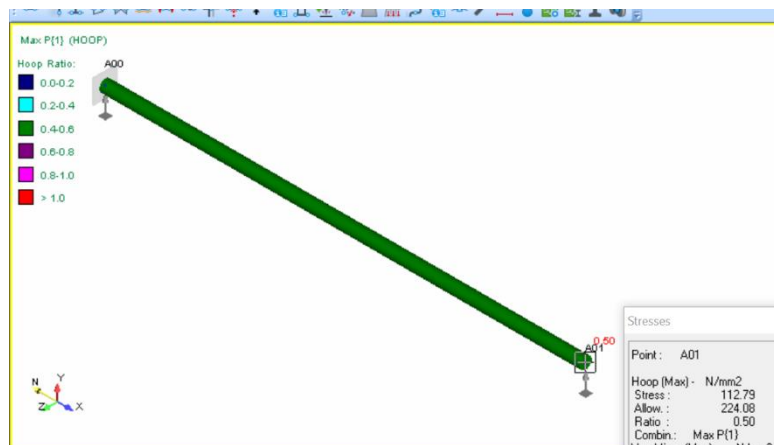 Max P{1} (HOOP)
Hoop Ratio:
A00
0.0-0.2
0.2-0.4
0.4-0.6
0.6-0.8
0.8-1.0
> 1.0
0.50
A01
Stresses
Point : A01
Hoop (Max) - N/mm2
Stress : 112.79
Allow. : 224.08
Ratio : 0.50
Combin.: Max P{1}
N
Y
Z
X